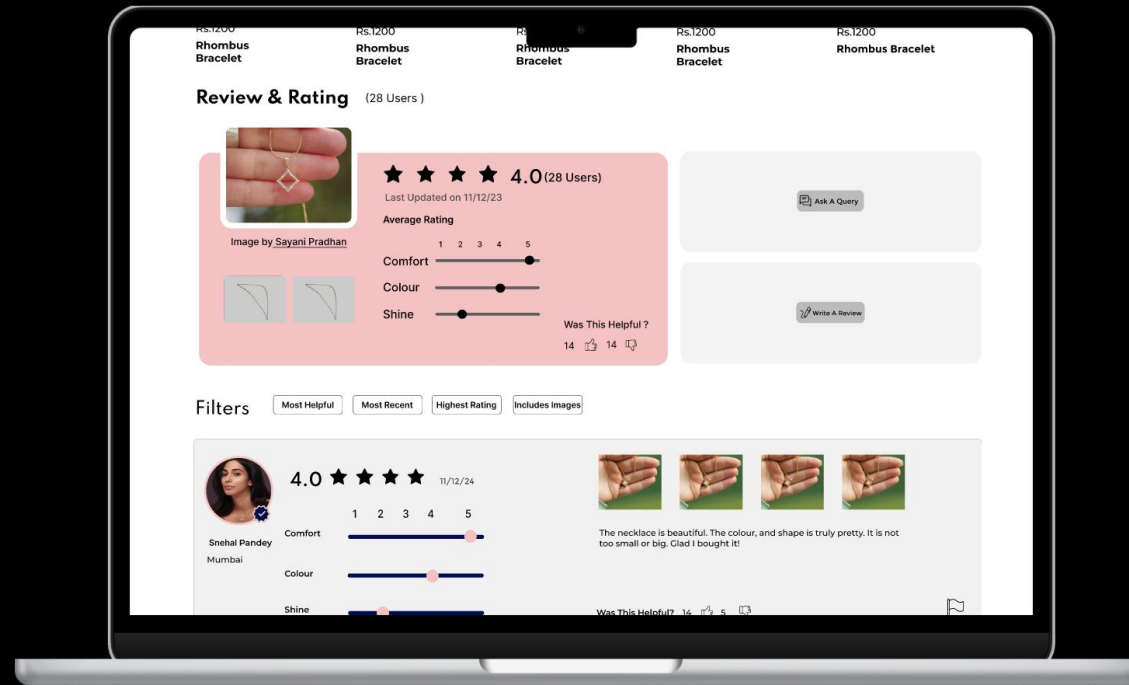 Rs.1200 Rs.1200 Rs.1200 Rs.1200
Rhombus Rhombus Rhombus Rhombus Rhombus Bracelet
Bracelet Bracelet Bracelet Bracelet
Review & Rating (28 Users )
4.0 (28 Users)
Last Updated on 11/12/23
Average Rating
Image by Sayani Pradhan
1 2 3 4 5
Comfort
Colour
Shine
Was This Helpful ?
14 14
Ask A Query
Write A Review
Filters Most Helpful Most Recent Highest Rating Includes Images
4.0 11/12/24
1 2 3 4 5
Comfort
Colour
Shine
Snehal Pandey
Mumbai
The necklace is beautiful. The colour, and shape is truly pretty. It is not
too small or big. Glad I bought it!
Was This Helpful? 14 5